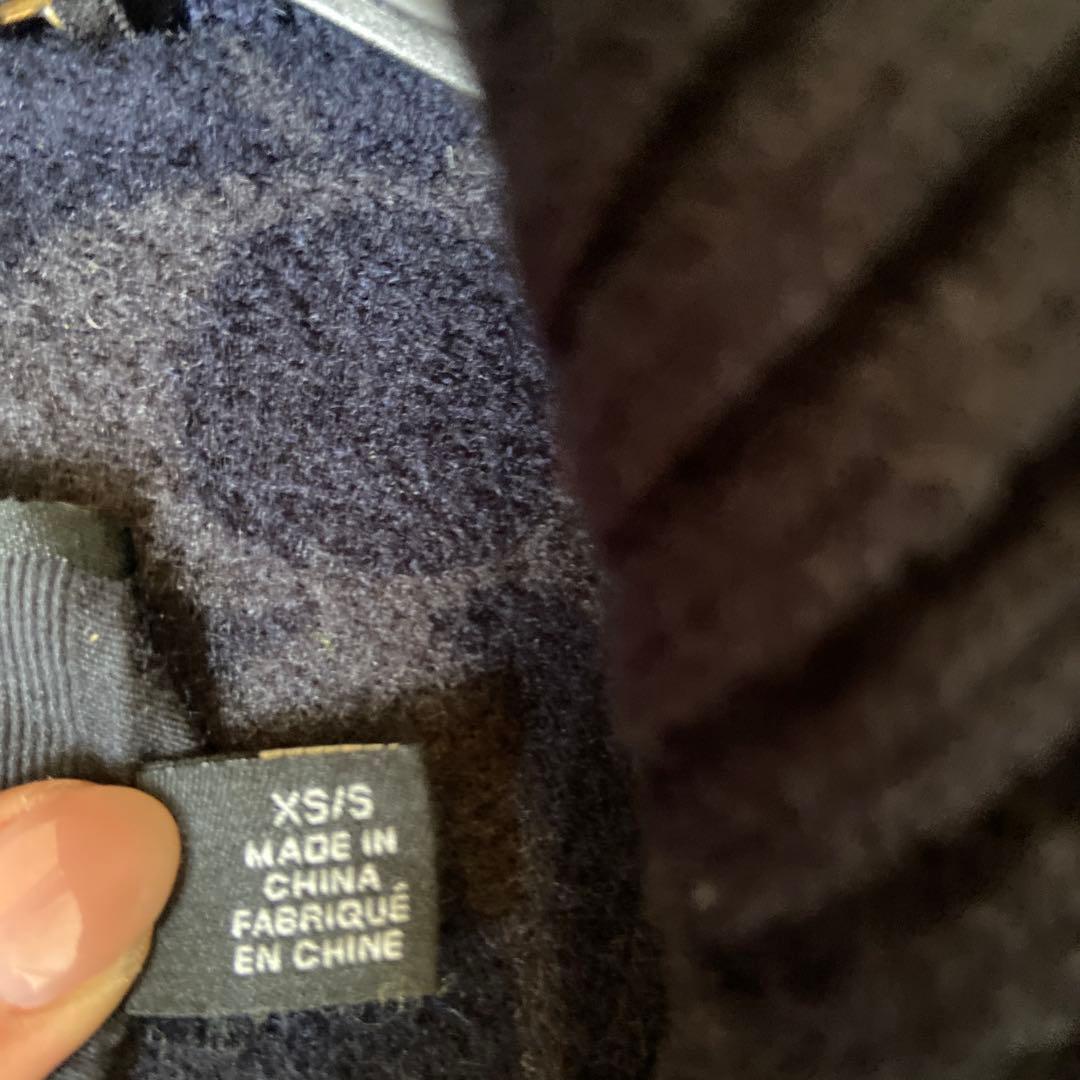 XS/S
MADE IN
CHINA
FABRIQUÉ
EN CHINE